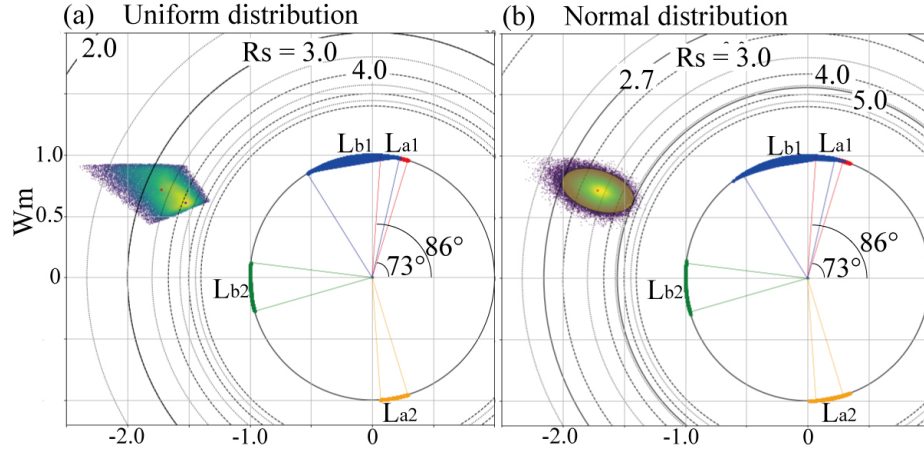 (a) Uniform distribution
2.0
Rs = 3.0
4.0
1.0
Wm
0.5
0
Lb1
La1
86°
73°
Lb2
La2
-2.0
-1.0
0
(b) Normal distribution
Rs = 3.0
2.7
4.0
5.0
Lb1
La1
86°
73°
Lb2
La2
-2.0
-1.0
0